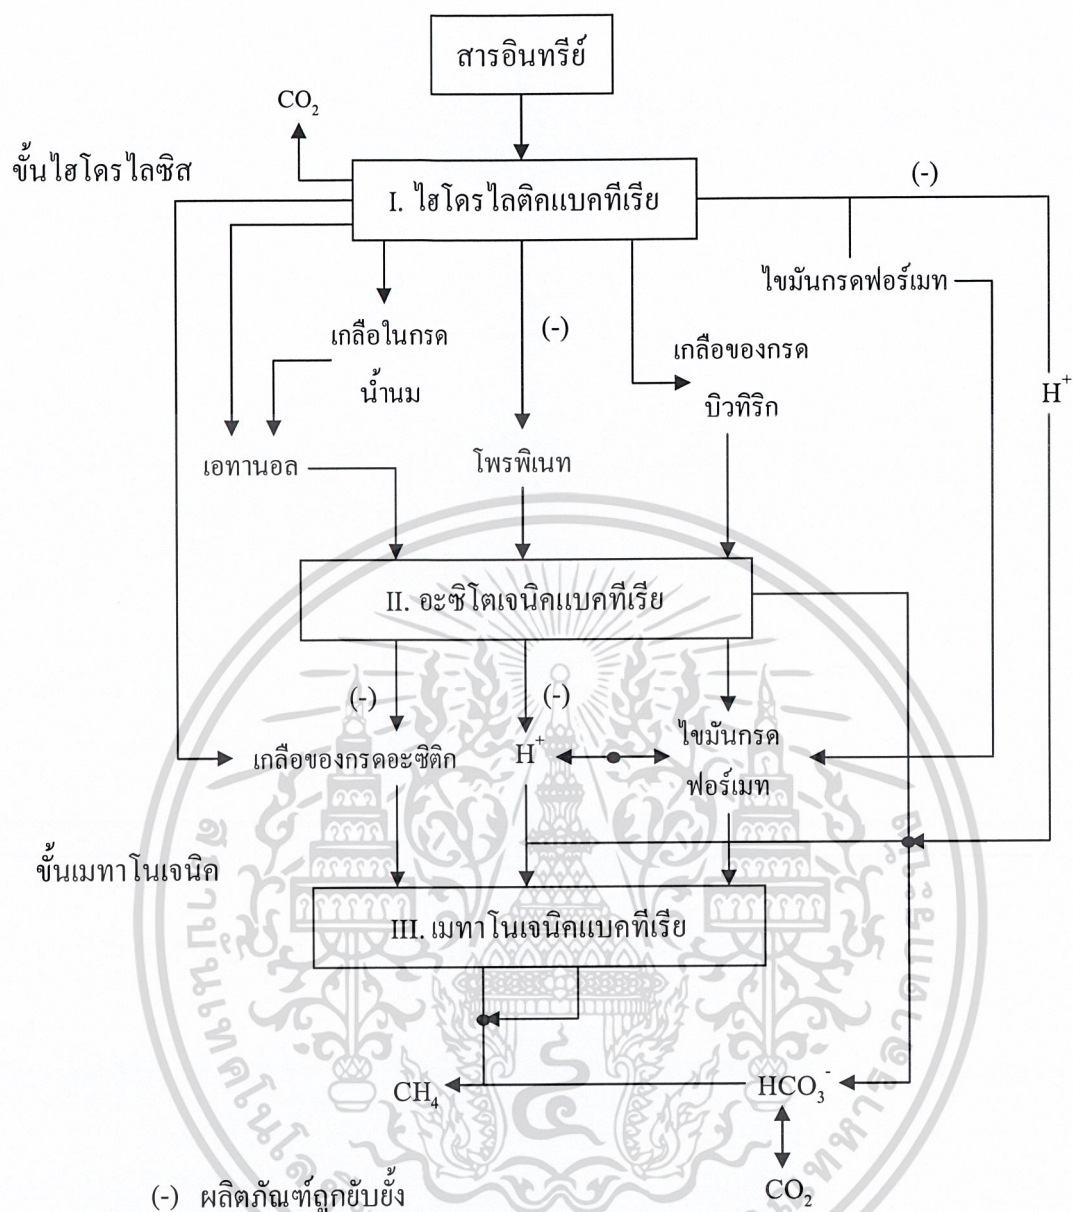 สารอินทรีย์
CO₂
ขั้นไฮโดรไลซิส
(-)
I. ไฮโดรไลติคแบคทีเรีย
ไขมันกรดฟอร์เมท
(-)
เกลือในกรด
น้ำนม
เกลือของกรด
บิวทิริก
H⁺
เอทานอล
โพรพิเนท
II. อะซิโตเจนิคแบคทีเรีย
(-)
(-)
เกลือของกรดอะซิติก
H⁺
ไขมันกรด
ฟอร์เมท
ขั้นเมทาโนเจนิค
III. เมทาโนเจนิคแบคทีเรีย
CH₄
HCO₃⁻
CO₂
(-) ผลิตภัณฑ์ถูกยับยั้ง